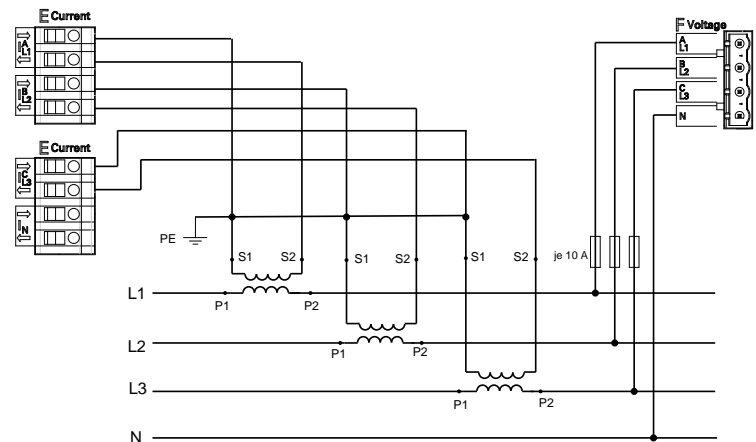 E Current
I A L1
I B L2
E Current
I C L3
I N
F Voltage
A L1
B L2
C L3
N
PE
S1 S2
S1 S2
S1 S2
je 10 A
L1
P1 P2
L2
P1 P2
L3
P1 P2
N